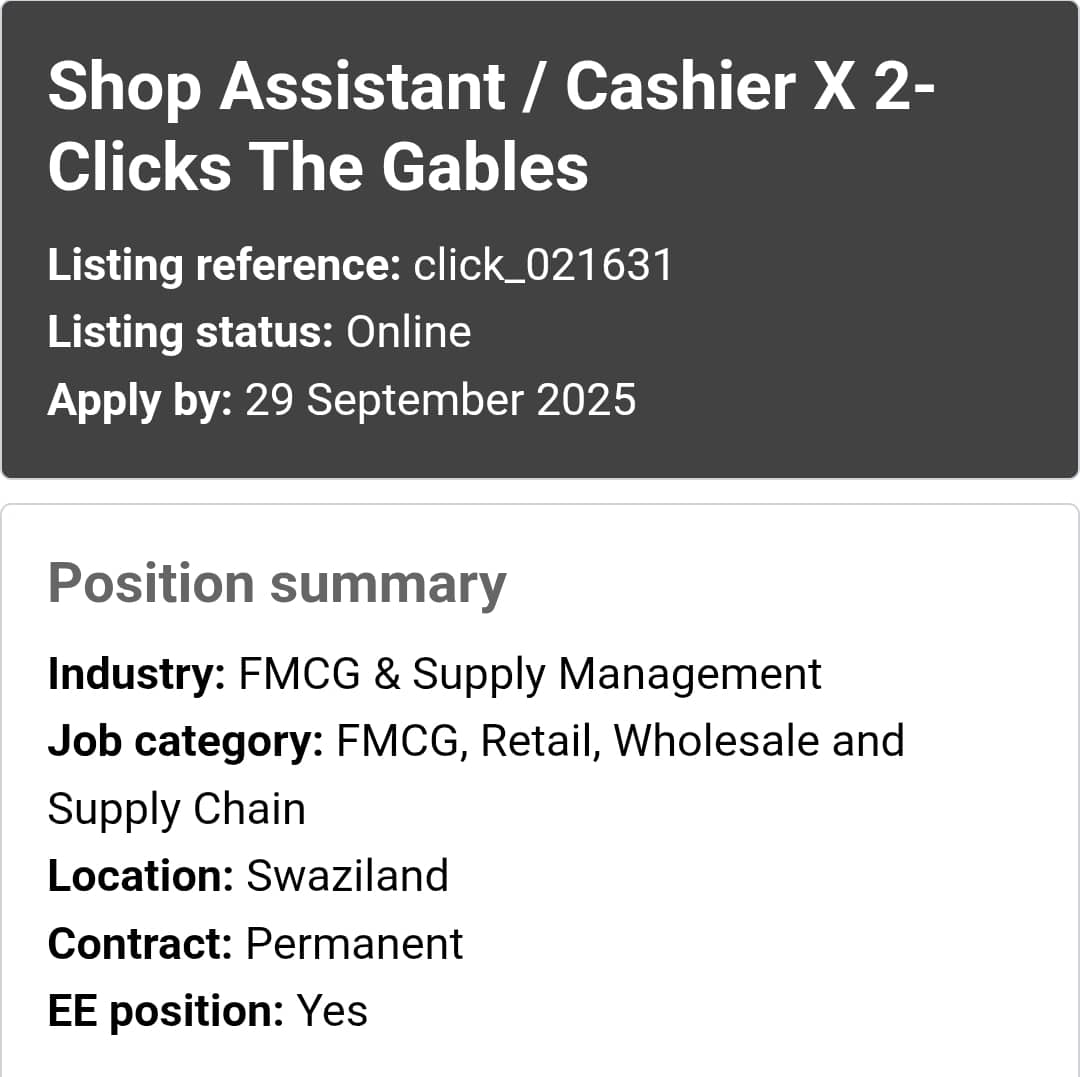 Shop Assistant / Cashier X 2-
Clicks The Gables
Listing reference: click_021631
Listing status: Online
Apply by: 29 September 2025
Position summary
Industry: FMCG & Supply Management
Job category: FMCG, Retail, Wholesale and
Supply Chain
Location: Swaziland
Contract: Permanent
EE position: Yes